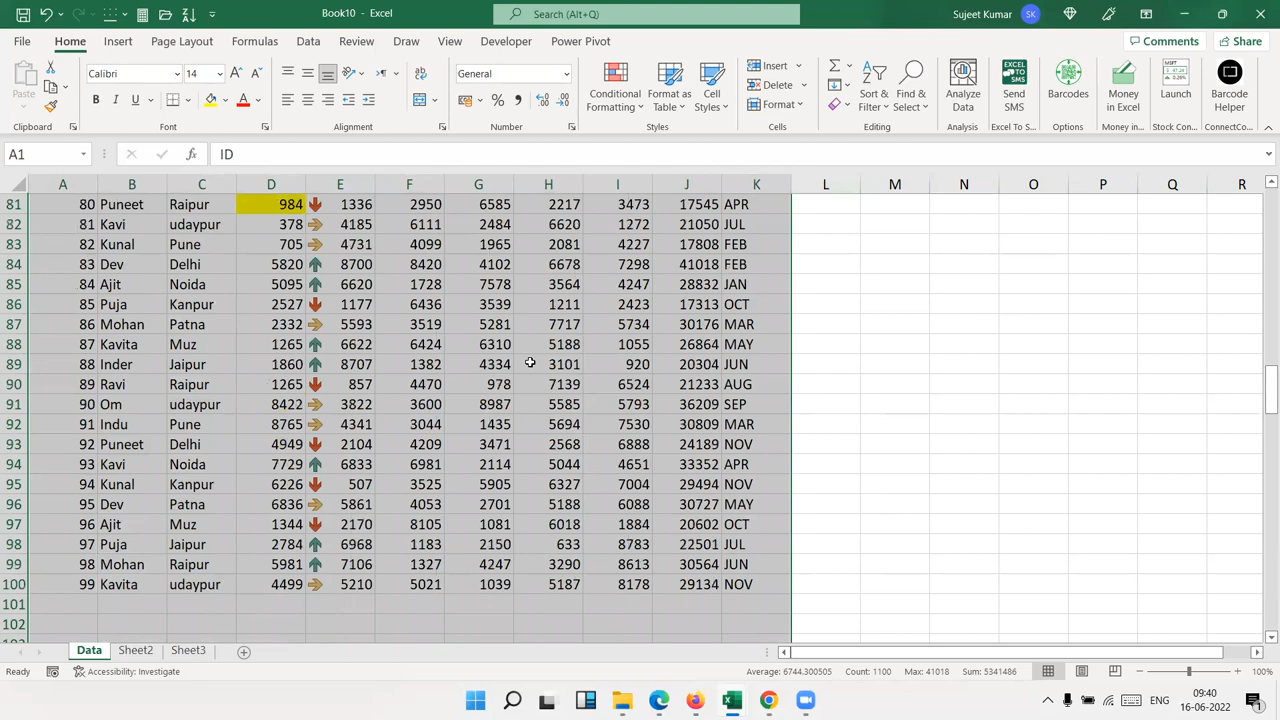 Book10 - Excel
Search (Alt+Q)
Sujeet Kumar SK
File Home Insert Page Layout Formulas Data Review View Draw Developer Power Pivot Comments Share
Paste Calibri 14 General Conditional Formatting Format as Table Cell Styles Insert Delete Format Sort & Filter Find & Select Analyze Data Send SMS Barcodes Money in Excel Launch Barcode Helper
Clipboard Font Alignment Number Styles Cells Editing Analysis Excel To S... Options Money in... Stock Con... ConnectCo...
A1 fx ID
A B C D E F G H I J K L M N O P Q R
81 80 Puneet Raipur 984 1336 2950 6585 2217 3473 17545 APR
82 81 Kavi udaypur 378 4185 6111 2484 6620 1272 21050 JUL
83 82 Kunal Pune 705 4731 4099 1965 2081 4227 17808 FEB
84 83 Dev Delhi 5820 8700 8420 4102 6678 7298 41018 FEB
85 84 Ajit Noida 5095 6620 1728 7578 3564 4247 28832 JAN
86 85 Puja Kanpur 2527 1177 6436 3539 1211 2423 17313 OCT
87 86 Mohan Patna 2332 5593 3519 5281 7717 5734 30176 MAR
88 87 Kavita Muz 1265 6622 6424 6310 5188 1055 26864 MAY
89 88 Inder Jaipur 1860 8707 1382 4334 3101 920 20304 JUN
90 89 Ravi Raipur 1265 857 4470 978 7139 6524 21233 AUG
91 90 Om udaypur 8422 3822 3600 8987 5585 5793 36209 SEP
92 91 Indu Pune 8765 4341 3044 1435 5694 7530 30809 MAR
93 92 Puneet Delhi 4949 2104 4209 3471 2568 6888 24189 NOV
94 93 Kavi Noida 7729 6833 6981 2114 5044 4651 33352 APR
95 94 Kunal Kanpur 6226 507 3525 5905 6327 7004 29494 NOV
96 95 Dev Patna 6836 5861 4053 2701 5188 6088 30727 MAY
97 96 Ajit Muz 1344 2170 8105 1081 6018 1884 20602 OCT
98 97 Puja Jaipur 2784 6968 1183 2150 633 8783 22501 JUL
99 98 Mohan Raipur 5981 7106 1327 4247 3290 8613 30564 JUN
100 99 Kavita udaypur 4499 5210 5021 1039 5187 8178 29134 NOV
101
102
Data Sheet2 Sheet3
Ready Accessibility: Investigate Average: 6744.300505 Count: 1100 Max: 41018 Sum: 5341486 100%
ENG 09:40
16-06-2022